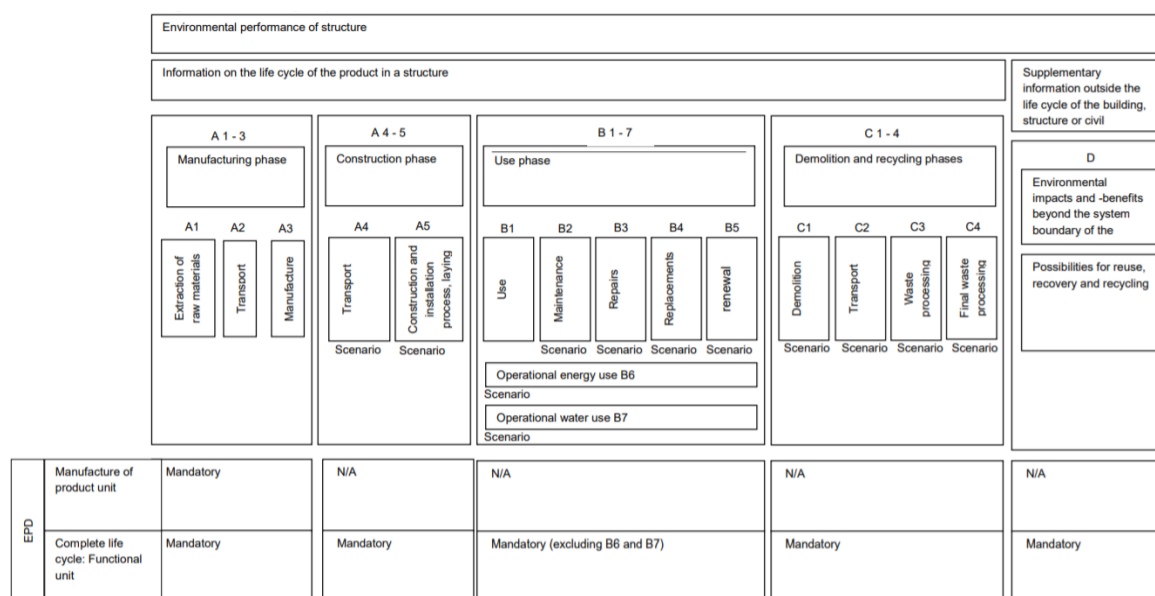 Environmental performance of structure
Information on the life cycle of the product in a structure
Supplementary
information outside the
life cycle of the building,
structure or civil
A 1 - 3
Manufacturing phase
A1
A2
A3
Extraction of
raw materials
Transport
Manufacture
A 4 - 5
Construction phase
A4
A5
Transport
Construction and
installation
process, laying
Scenario
Scenario
B 1 - 7
Use phase
B1
B2
B3
B4
B5
Use
Maintenance
Repairs
Replacements
renewal
Scenario
Scenario
Scenario
Scenario
Operational energy use B6
Scenario
Operational water use B7
Scenario
C 1 - 4
Demolition and recycling phases
C1
C2
C3
C4
Demolition
Transport
Waste
processing
Final waste
processing
Scenario
Scenario
Scenario
Scenario
D
Environmental
impacts and -benefits
beyond the system
boundary of the
Possibilities for reuse,
recovery and recycling
EPD
Manufacture of
product unit
Mandatory
N/A
N/A
N/A
N/A
Complete life
cycle: Functional
unit
Mandatory
Mandatory
Mandatory (excluding B6 and B7)
Mandatory
Mandatory